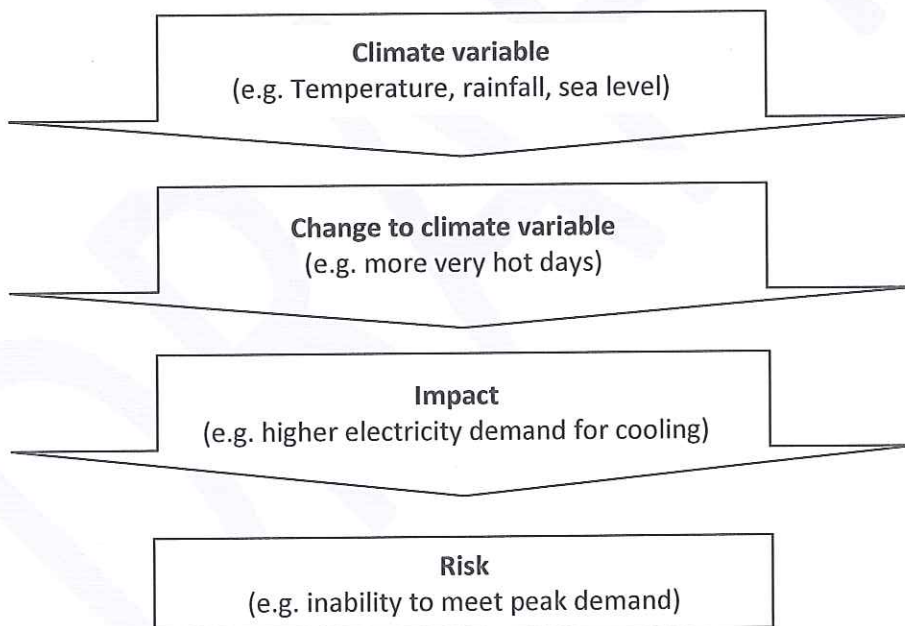 Climate variable
(e.g. Temperature, rainfall, sea level)
Change to climate variable
(e.g. more very hot days)
Impact
(e.g. higher electricity demand for cooling)
Risk
(e.g. inability to meet peak demand)